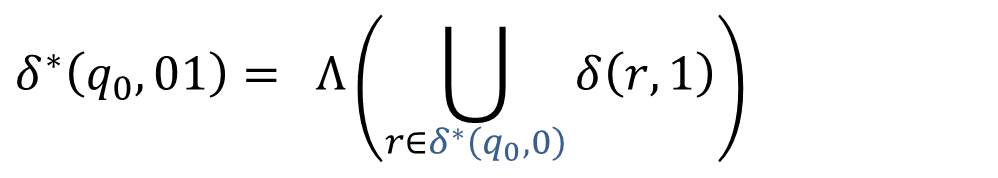 δ*(q₀, 01) = Λ(⋃ δ(r, 1))
r∈δ*(q₀,0)